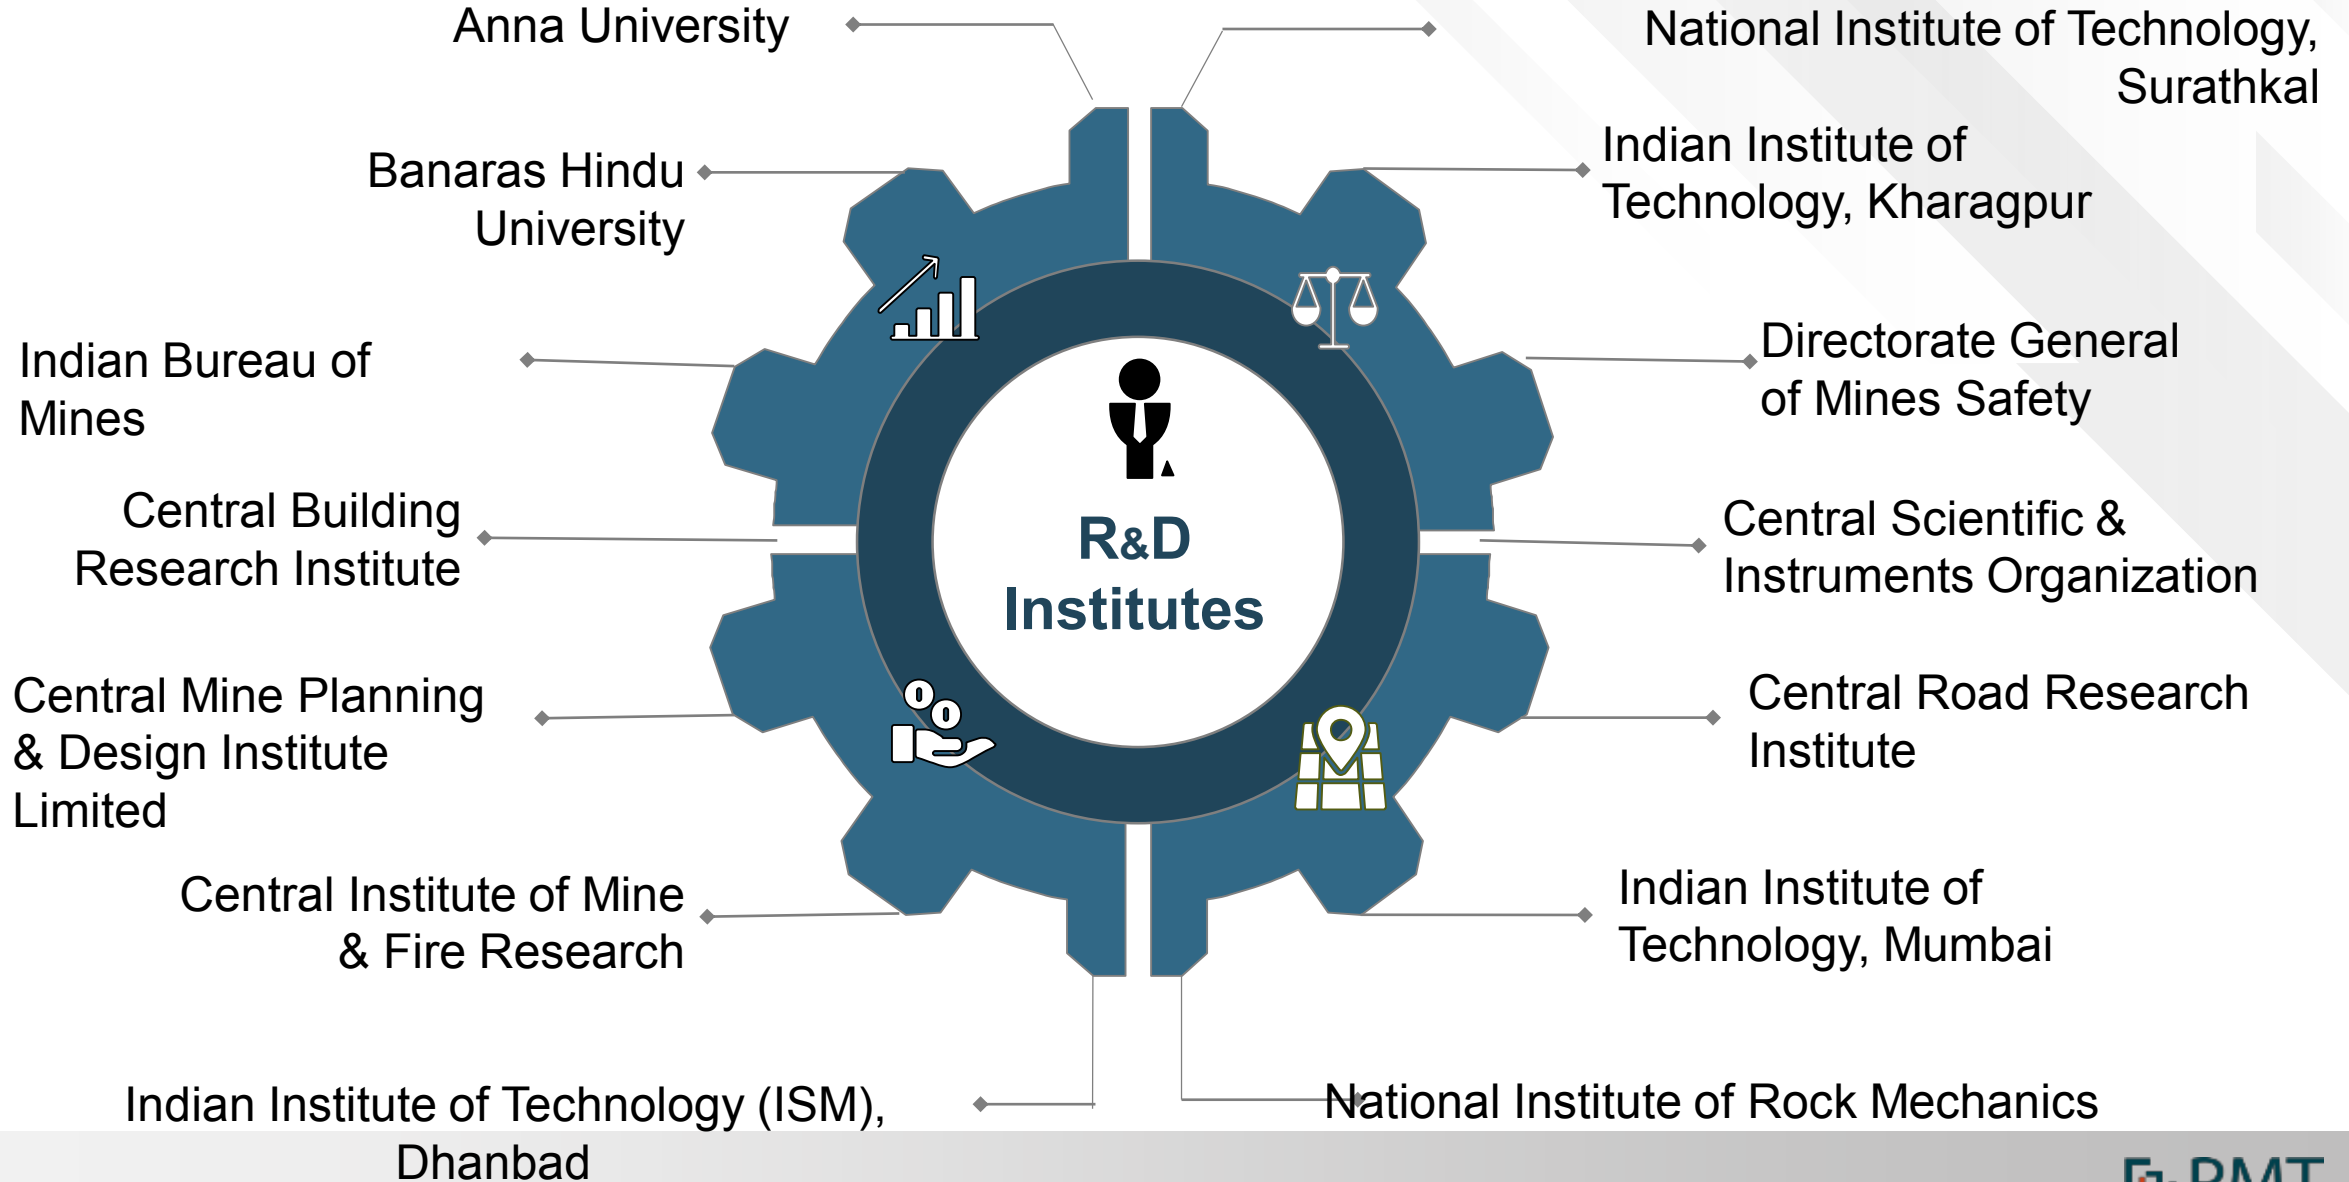 Anna University
National Institute of Technology,
Surathkal
Banaras Hindu
University
Indian Institute of
Technology, Kharagpur
Indian Bureau of
Mines
Directorate General
of Mines Safety
Central Building
Research Institute
R&D
Institutes
Central Scientific &
Instruments Organization
Central Mine Planning
& Design Institute
Limited
Central Road Research
Institute
Central Institute of Mine
& Fire Research
Indian Institute of
Technology, Mumbai
Indian Institute of Technology (ISM),
Dhanbad
National Institute of Rock Mechanics
PMT